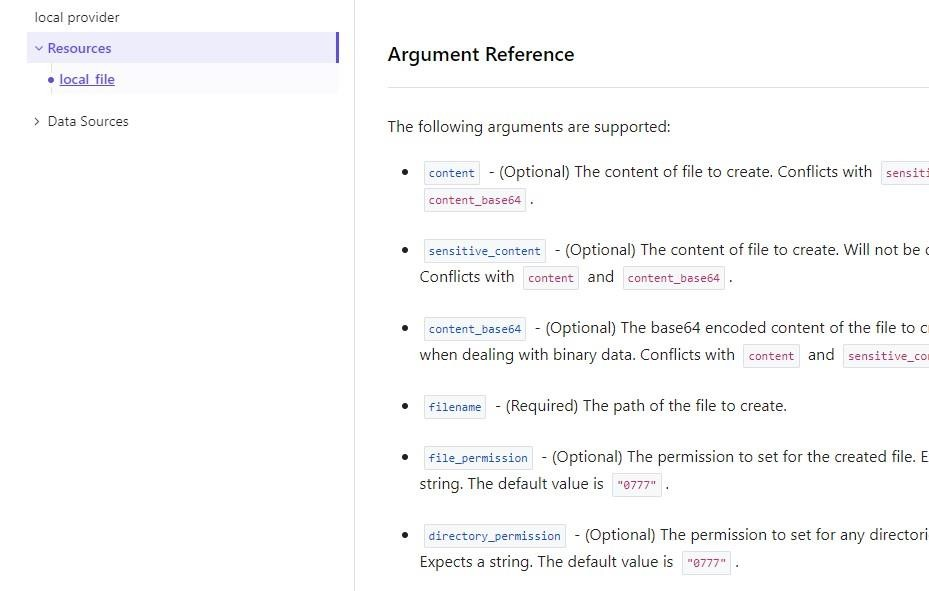 local provider
Resources
local_file
Data Sources
Argument Reference
The following arguments are supported:
content - (Optional) The content of file to create. Conflicts with
content_base64 .
sensitive_content - (Optional) The content of file to create. Will not be
Conflicts with content and content_base64 .
content_base64 - (Optional) The base64 encoded content of the file to
when dealing with binary data. Conflicts with content and
filename - (Required) The path of the file to create.
file_permission - (Optional) The permission to set for the created file.
string. The default value is "0777" .
directory_permission - (Optional) The permission to set for any
Expects a string. The default value is "0777" .